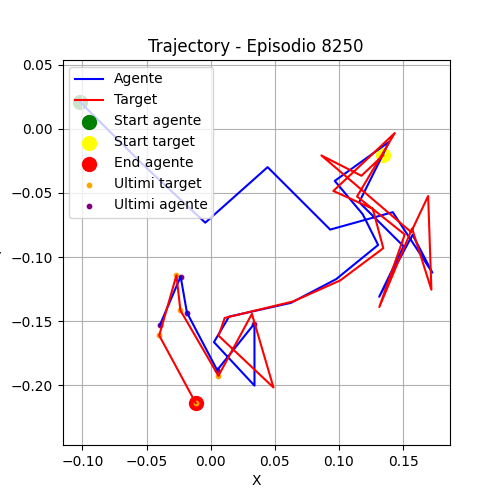 Trajectory - Episodio 8250
Agente
Target
Start agente
Start target
End agente
Ultimi target
Ultimi agente
0.05
0.00
−0.05
−0.10
−0.15
−0.20
−0.10
−0.05
0.00
0.05
0.10
0.15
X